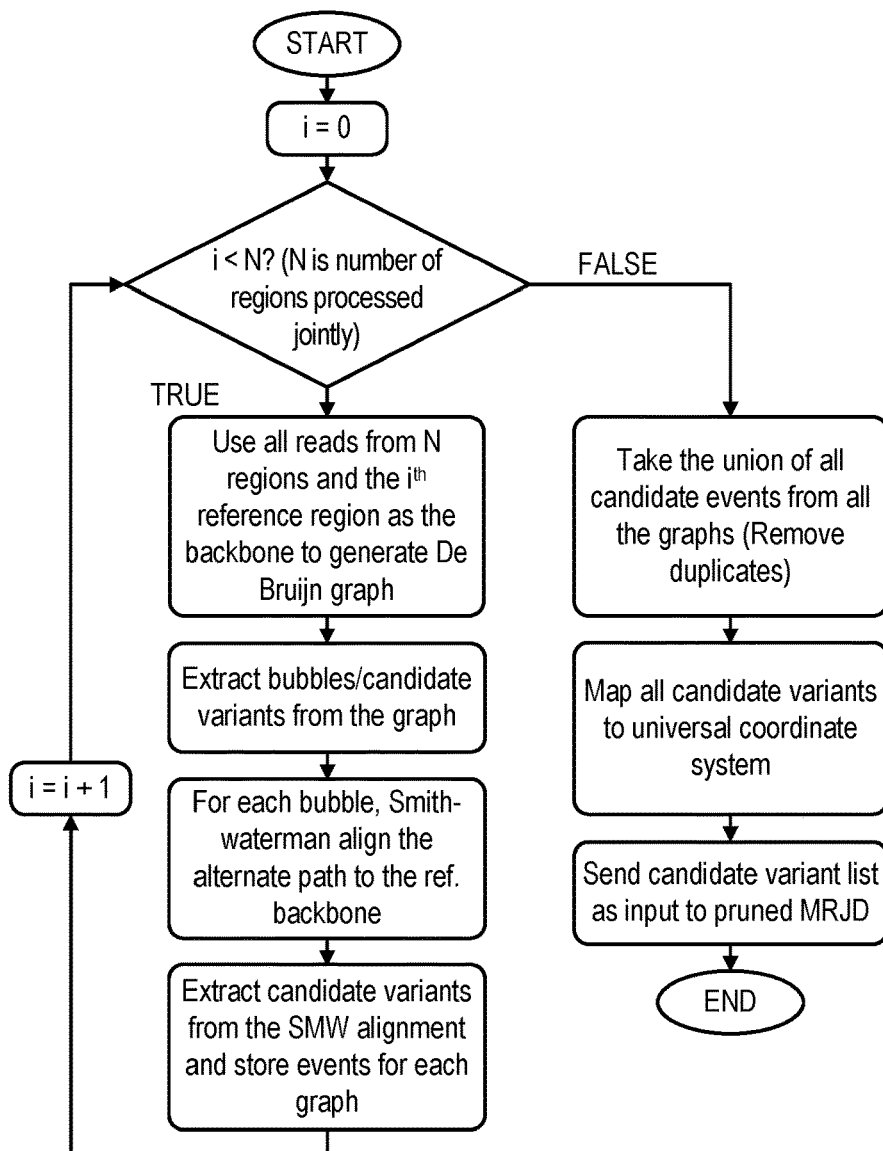 START
i = 0
i < N? (N is number of
regions processed
jointly)
FALSE
TRUE
Use all reads from N
regions and the iᵗʰ
reference region as the
backbone to generate De
Bruijn graph
Extract bubbles/candidate
variants from the graph
For each bubble, Smith-
waterman align the
alternate path to the ref.
backbone
Extract candidate variants
from the SMW alignment
and store events for each
graph
i = i + 1
Take the union of all
candidate events from all
the graphs (Remove
duplicates)
Map all candidate variants
to universal coordinate
system
Send candidate variant list
as input to pruned MRJD
END